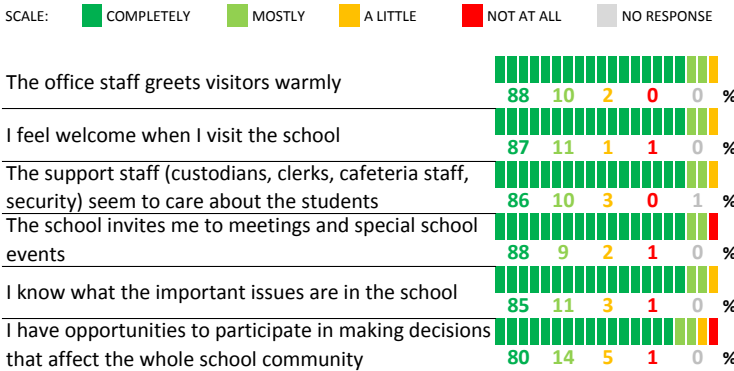 SCALE: COMPLETELY MOSTLY A LITTLE NOT AT ALL NO RESPONSE
The office staff greets visitors warmly
88 10 2 0 0 %
I feel welcome when I visit the school
87 11 1 1 0 %
The support staff (custodians, clerks, cafeteria staff,
security) seem to care about the students
86 10 3 0 1 %
The school invites me to meetings and special school
events
88 9 2 1 0 %
I know what the important issues are in the school
85 11 3 1 0 %
I have opportunities to participate in making decisions
that affect the whole school community
80 14 5 1 0 %